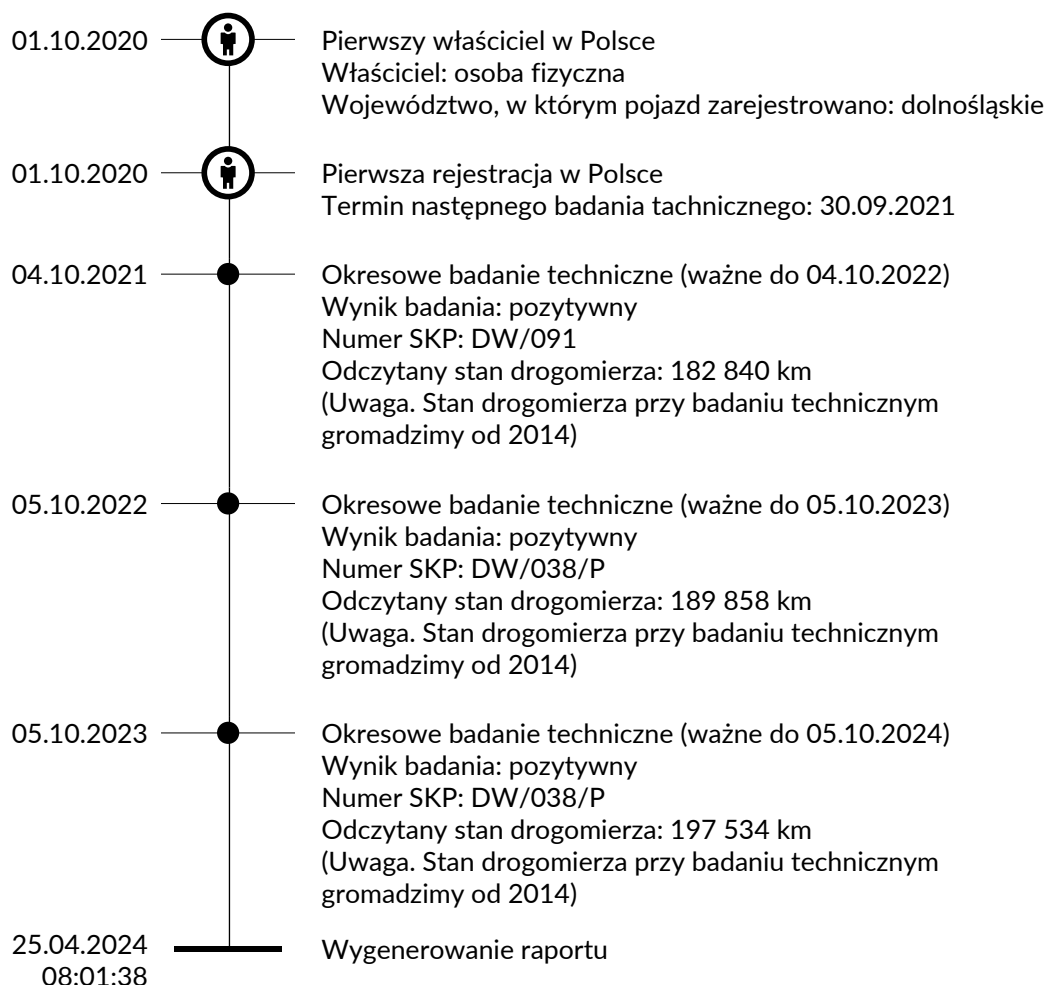 01.10.2020
Pierwszy właściciel w Polsce
Właściciel: osoba fizyczna
Województwo, w którym pojazd zarejestrowano: dolnośląskie
01.10.2020
Pierwsza rejestracja w Polsce
Termin następnego badania tachnicznego: 30.09.2021
04.10.2021
Okresowe badanie techniczne (ważne do 04.10.2022)
Wynik badania: pozytywny
Numer SKP: DW/091
Odczytany stan drogomierza: 182 840 km
(Uwaga. Stan drogomierza przy badaniu technicznym
gromadzimy od 2014)
05.10.2022
Okresowe badanie techniczne (ważne do 05.10.2023)
Wynik badania: pozytywny
Numer SKP: DW/038/P
Odczytany stan drogomierza: 189 858 km
(Uwaga. Stan drogomierza przy badaniu technicznym
gromadzimy od 2014)
05.10.2023
Okresowe badanie techniczne (ważne do 05.10.2024)
Wynik badania: pozytywny
Numer SKP: DW/038/P
Odczytany stan drogomierza: 197 534 km
(Uwaga. Stan drogomierza przy badaniu technicznym
gromadzimy od 2014)
25.04.2024
08:01:38
Wygenerowanie raportu